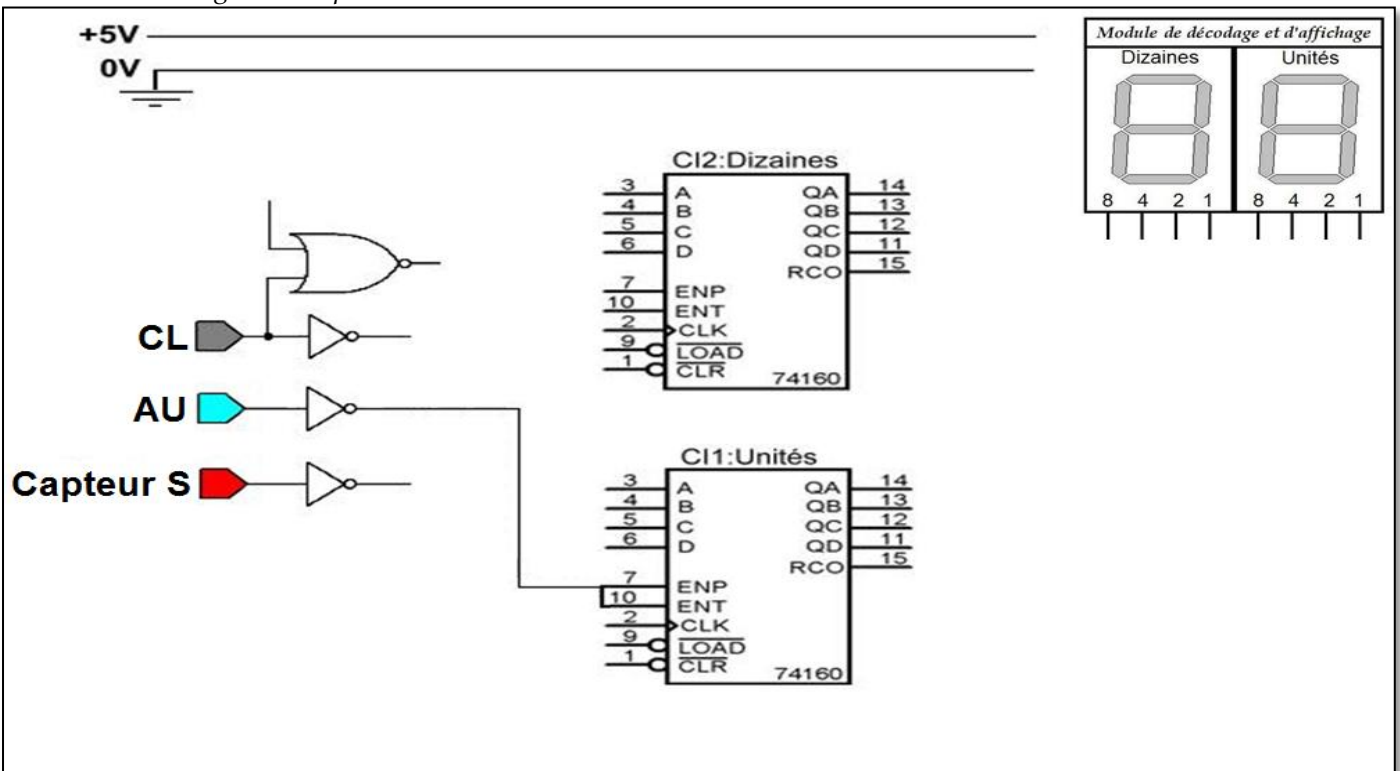 +5V
0V
Module de décodage et d'affichage
Dizaines
Unités
8 4 2 1
8 4 2 1
CI2:Dizaines
3 A QA 14
4 B QB 13
5 C QC 12
6 D QD 11
RCO 15
7 ENP
10 ENT
2 CLK
9 LOAD
1 CLR
74160
CL
AU
Capteur S
CI1:Unités
3 A QA 14
4 B QB 13
5 C QC 12
6 D QD 11
RCO 15
7 ENP
10 ENT
2 CLK
9 LOAD
1 CLR
74160